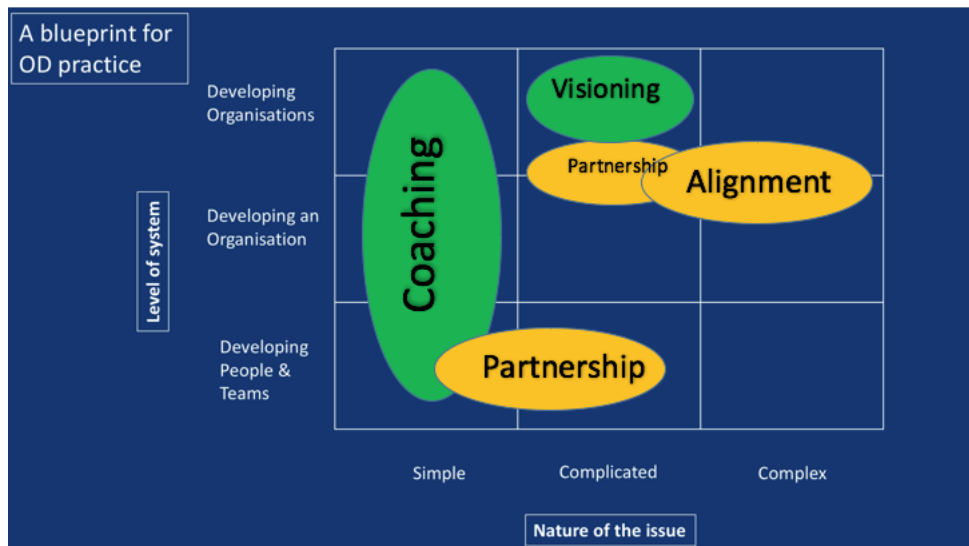 A blueprint for
OD practice
Developing
Organisations
Visioning
Partnership
Alignment
Coaching
Level of system
Developing an
Organisation
Developing
People &
Teams
Partnership
Simple
Complicated
Complex
Nature of the issue